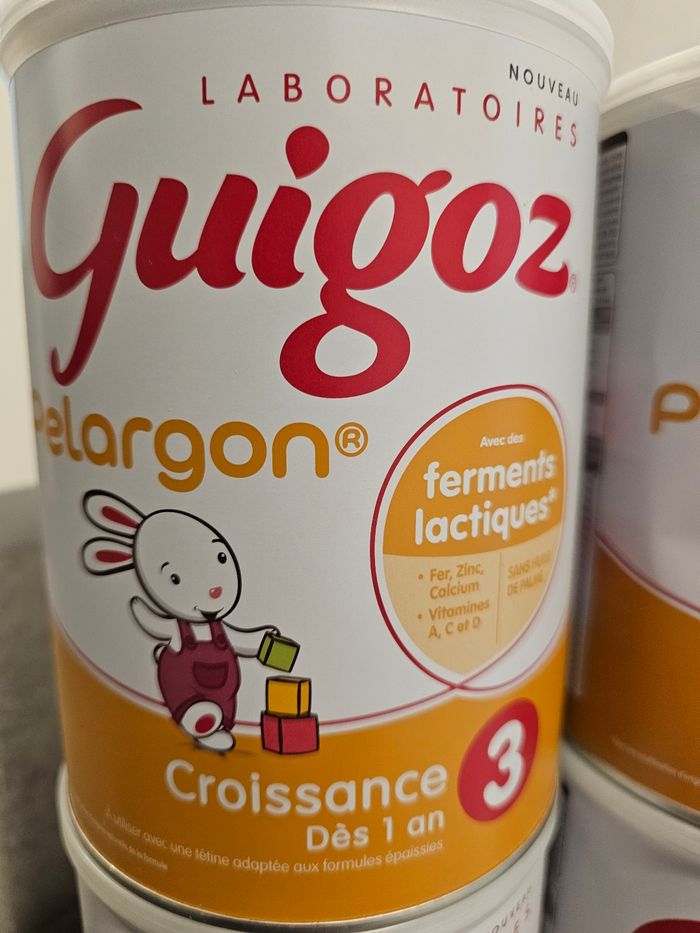 NOUVEAU
LABORATOIRES
Guigoz
Pelargon®
Avec des
ferments
lactiques*
• Fer, Zinc,
Calcium
• Vitamines
A, C et D
SANS HUILE
DE PALME
Croissance 3
Dès 1 an
À utiliser avec une tétine adaptée aux formules épaissies
P